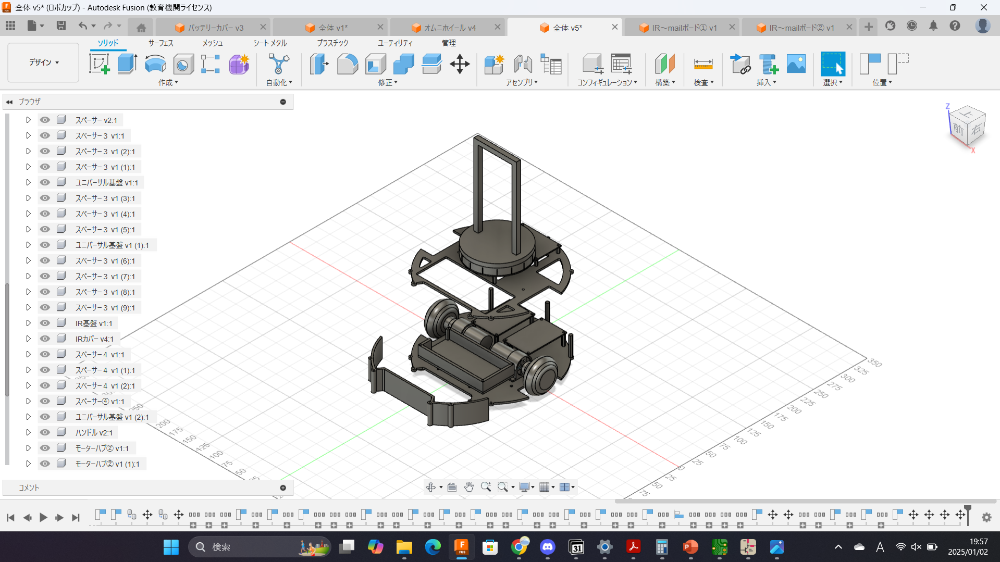 全体 v5* (ロボカップ) - Autodesk Fusion (教育機関ライセンス)
バッテリーカバー v3
全体 v1*
オムニホイール v4
全体 v5*
IR～mailボード① v1
IR～mailボード② v1
ソリッド
サーフェス
メッシュ
シート メタル
プラスチック
ユーティリティ
管理
デザイン
作成
自動化
修正
アセンブリ
コンフィギュレーション
構築
検査
挿入
選択
位置
ブラウザ
スペーサー v2:1
スペーサー３ v1:1
スペーサー３ v1 (2):1
スペーサー３ v1 (1):1
ユニバーサル基盤 v1:1
スペーサー３ v1 (3):1
スペーサー３ v1 (4):1
スペーサー３ v1 (5):1
ユニバーサル基盤 v1 (1):1
スペーサー３ v1 (6):1
スペーサー３ v1 (7):1
スペーサー３ v1 (8):1
スペーサー３ v1 (9):1
IR基盤 v1:1
IRカバー v4:1
スペーサー４ v1:1
スペーサー４ v1 (1):1
スペーサー４ v1 (2):1
スペーサー④ v1:1
ユニバーサル基盤 v1 (2):1
ハンドル v2:1
モーターハブ② v1:1
モーターハブ② v1 (1):1
コメント
Z
上
前
右
X
350
325
300
275
250
225
200
175
150
125
100
75
50
25
0
25
50
75
200
175
150
125
100
75
50
検索
F
FUS
31
P
A
19:57
2025/01/02